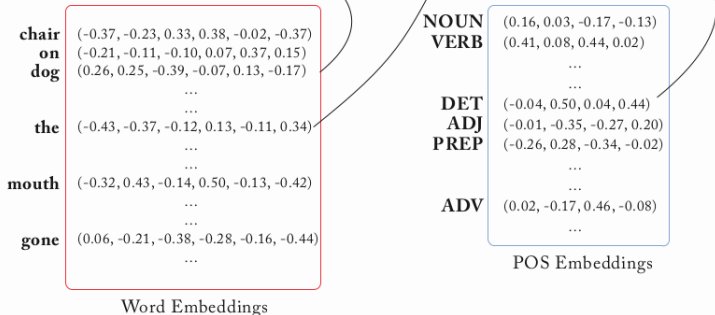 chair (-0.37, -0.23, 0.33, 0.38, -0.02, -0.37)
on (-0.21, -0.11, -0.10, 0.07, 0.37, 0.15)
dog (0.26, 0.25, -0.39, -0.07, 0.13, -0.17)
...
...
the (-0.43, -0.37, -0.12, 0.13, -0.11, 0.34)
...
...
mouth (-0.32, 0.43, -0.14, 0.50, -0.13, -0.42)
...
...
gone (0.06, -0.21, -0.38, -0.28, -0.16, -0.44)
...
Word Embeddings
NOUN (0.16, 0.03, -0.17, -0.13)
VERB (0.41, 0.08, 0.44, 0.02)
...
...
DET (-0.04, 0.50, 0.04, 0.44)
ADJ (-0.01, -0.35, -0.27, 0.20)
PREP (-0.26, 0.28, -0.34, -0.02)
...
...
ADV (0.02, -0.17, 0.46, -0.08)
...
POS Embeddings